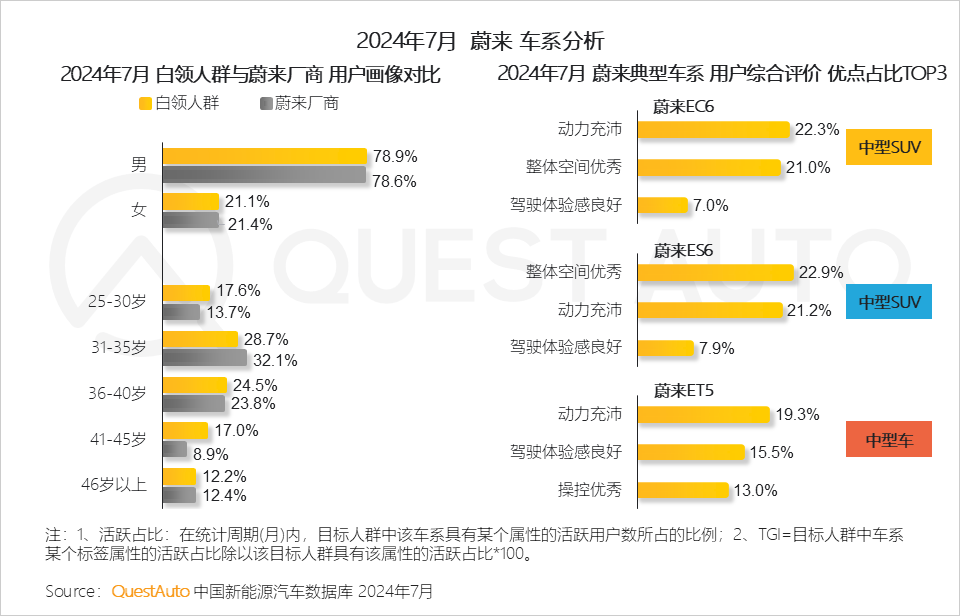 2024年7月 蔚来 车系分析
2024年7月 白领人群与蔚来厂商 用户画像对比
白领人群 蔚来厂商
男 78.9%
78.6%
女 21.1%
21.4%
25-30岁 17.6%
13.7%
31-35岁 28.7%
32.1%
36-40岁 24.5%
23.8%
41-45岁 17.0%
8.9%
46岁以上 12.2%
12.4%
2024年7月 蔚来典型车系 用户综合评价 优点占比TOP3
蔚来EC6
动力充沛 22.3%
整体空间优秀 21.0%
驾驶体验感良好 7.0%
中型SUV
蔚来ES6
整体空间优秀 22.9%
动力充沛 21.2%
驾驶体验感良好 7.9%
中型SUV
蔚来ET5
动力充沛 19.3%
驾驶体验感良好 15.5%
操控优秀 13.0%
中型车
QUEST AUTO
注：1、活跃占比：在统计周期(月)内，目标人群中该车系具有某个属性的活跃用户数所占的比例；2、TGI=目标人群中车系
某个标签属性的活跃占比除以该目标人群具有该属性的活跃占比*100。
Source：QuestAuto 中国新能源汽车数据库 2024年7月